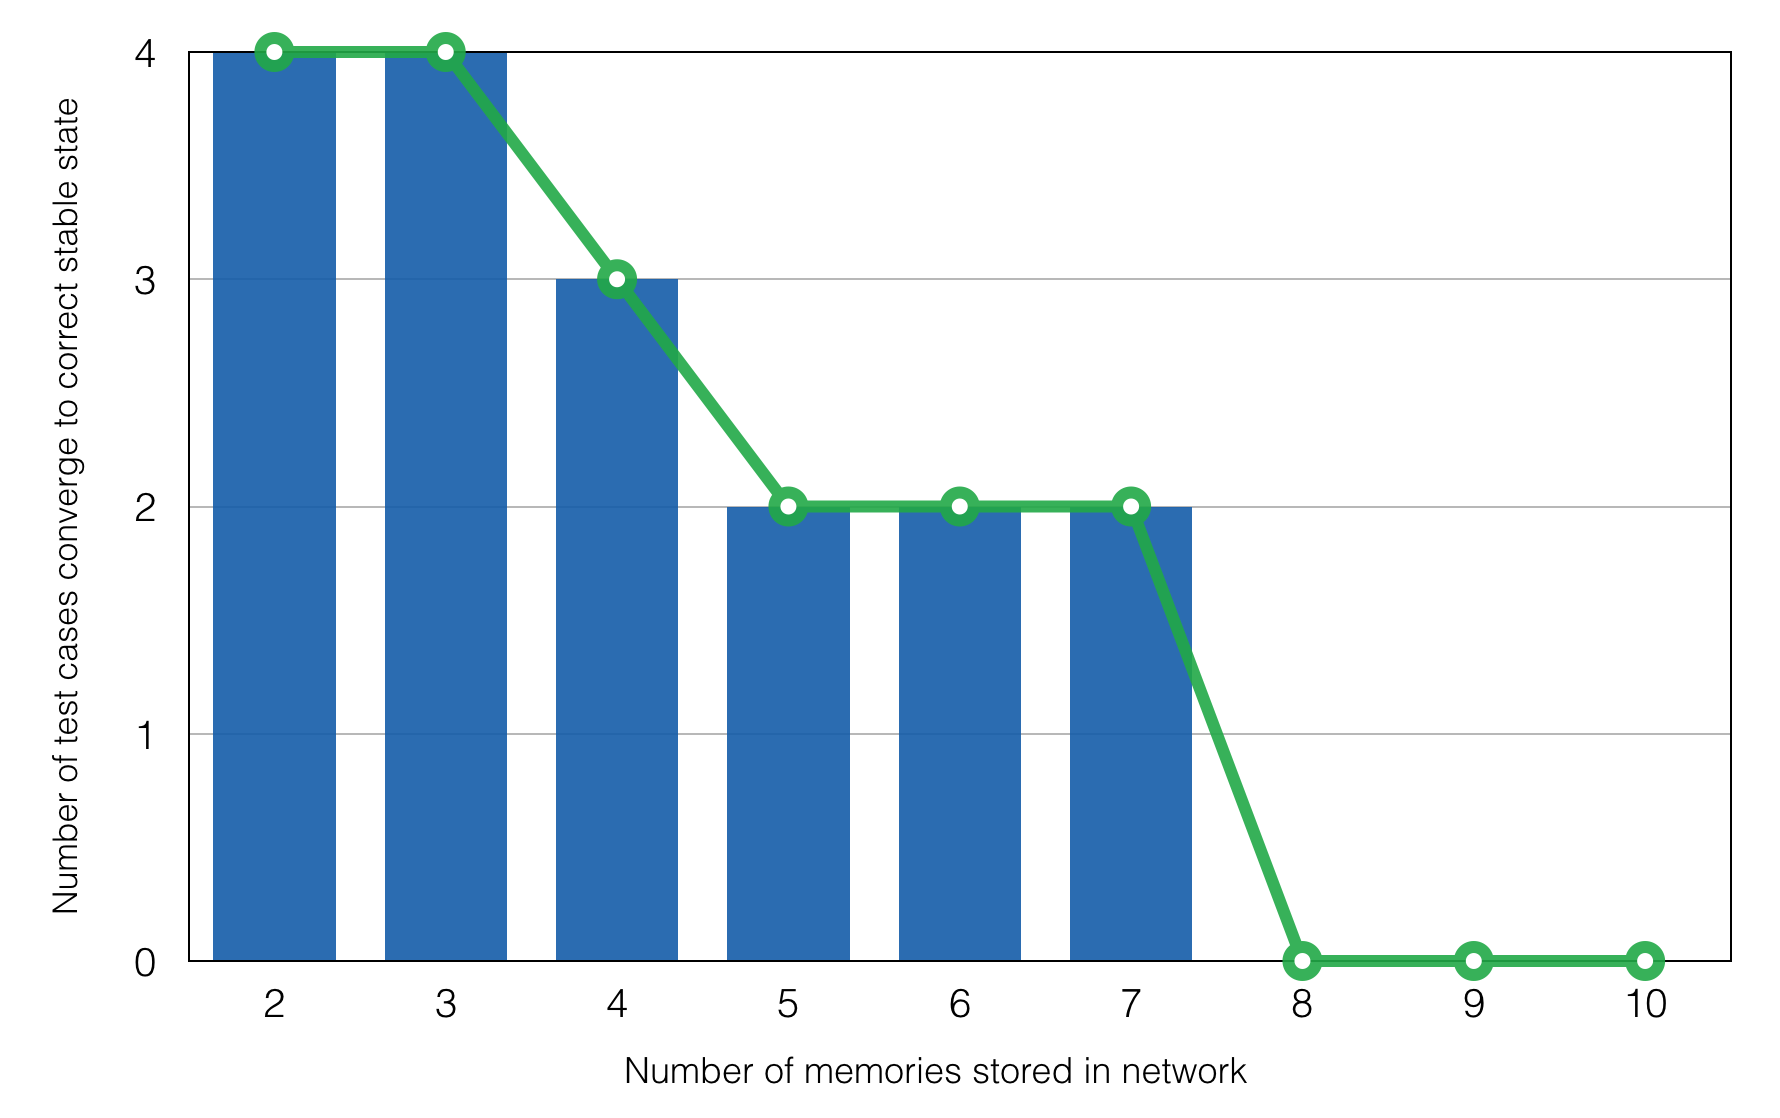 Number of test cases converge to correct stable state
4
3
2
1
0
2 3 4 5 6 7 8 9 10
Number of memories stored in network